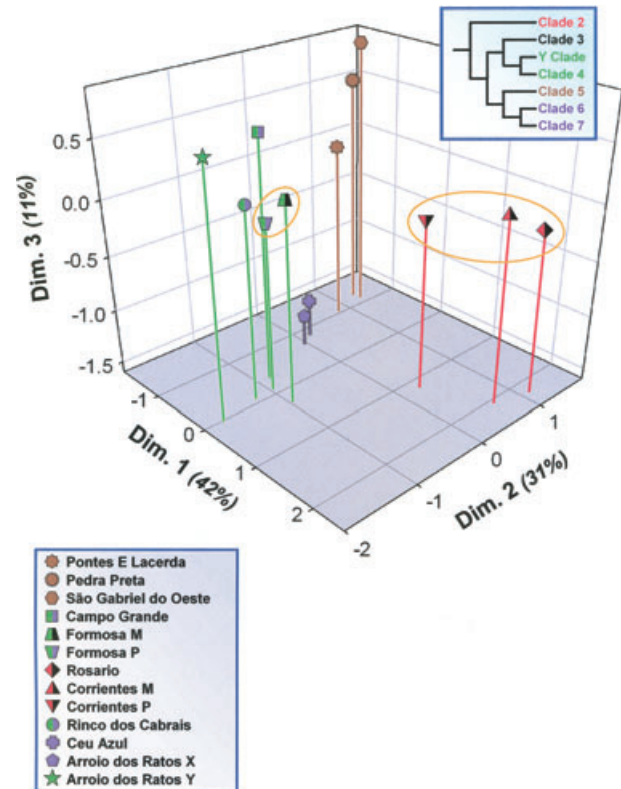 Clade 2
Clade 3
Y Clade
Clade 4
Clade 5
Clade 6
Clade 7
0.5
0.0
-0.5
-1.0
-1.5
Dim. 3 (11%)
-1
0
1
2
Dim. 1 (42%)
-2
-1
0
1
Dim. 2 (31%)
Pontes E Lacerda
Pedra Preta
São Gabriel do Oeste
Campo Grande
Formosa M
Formosa P
Rosario
Corrientes M
Corrientes P
Rinco dos Cabrais
Ceu Azul
Arroio dos Ratos X
Arroio dos Ratos Y